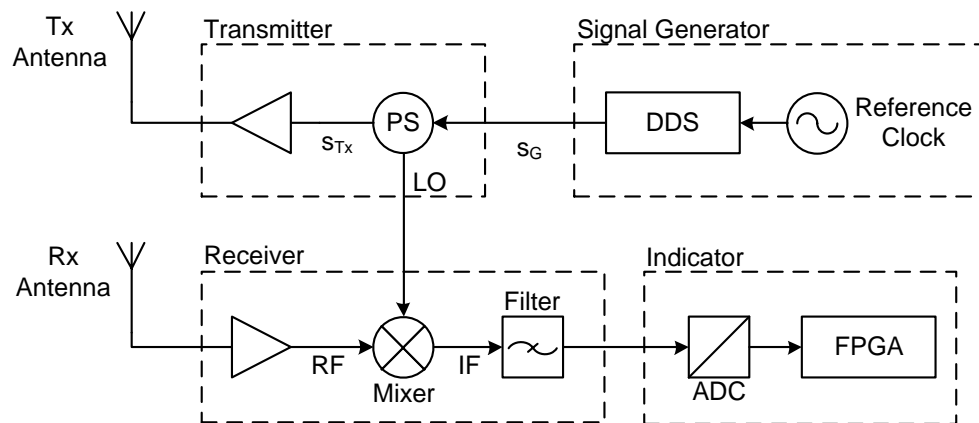 Tx
Antenna
Transmitter
Signal Generator
PS
DDS
Reference
Clock
sTx
sG
LO
Rx
Antenna
Receiver
Indicator
Filter
RF
IF
Mixer
ADC
FPGA